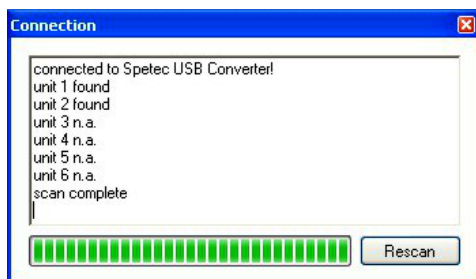 Connection
connected to Spetec USB Converter!
unit 1 found
unit 2 found
unit 3 n.a.
unit 4 n.a.
unit 5 n.a.
unit 6 n.a.
scan complete
Rescan